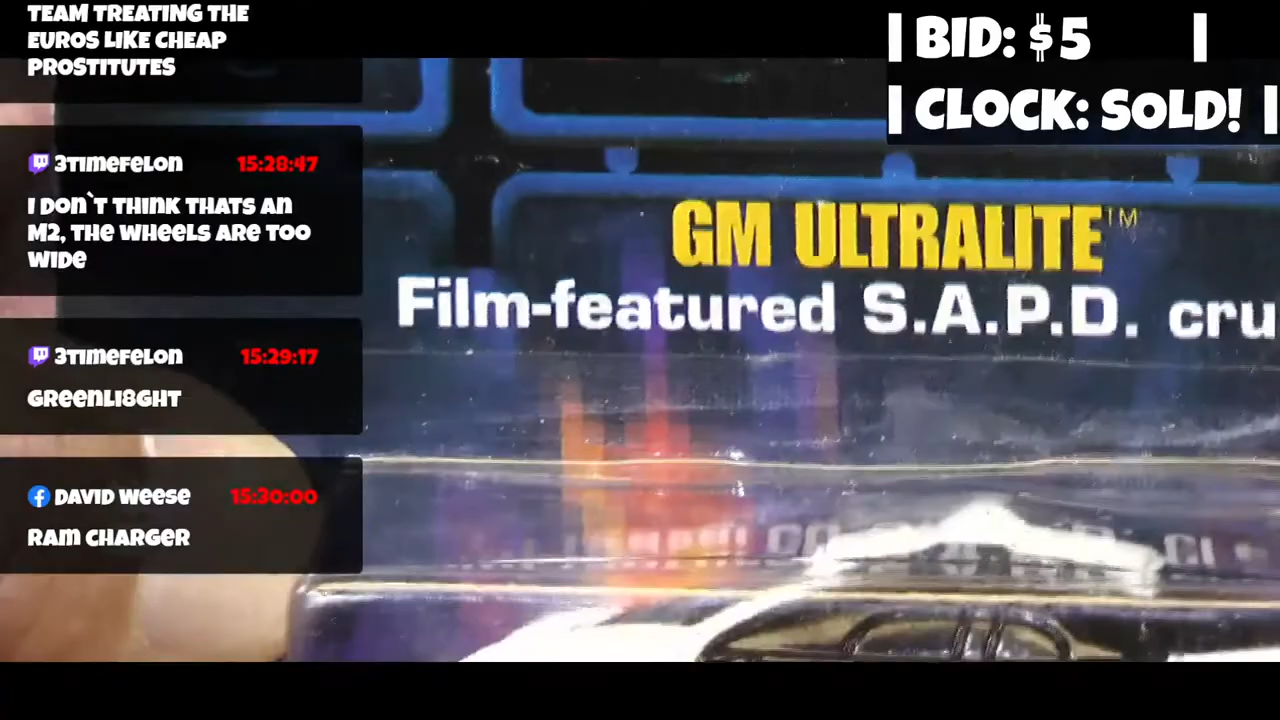 TEAM TREATING THE
EUROS LIKE CHEAP
PROSTITUTES
3TIMEFELON 15:28:47
I DON`T THINK THATS AN
M2, THE WHEELS ARE TOO
WIDE
3TIMEFELON 15:29:17
GREENLI8GHT
DAVID WEESE 15:30:00
RAM CHARGER
| BID: $5 |
| CLOCK: SOLD! |
GM ULTRALITE™
Film-featured S.A.P.D. cru